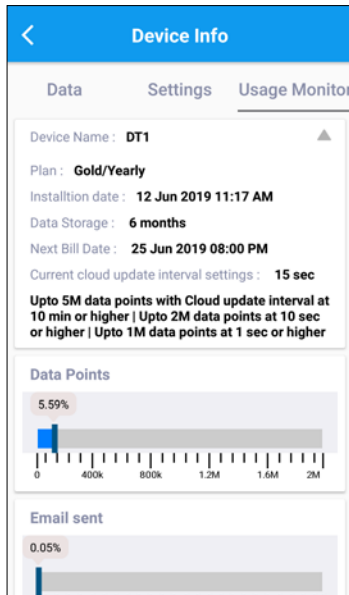 Device Info
Data Settings Usage Monitor
Device Name : DT1
Plan : Gold/Yearly
Installtion date : 12 Jun 2019 11:17 AM
Data Storage : 6 months
Next Bill Date : 25 Jun 2019 08:00 PM
Current cloud update interval settings : 15 sec
Upto 5M data points with Cloud update interval at
10 min or higher | Upto 2M data points at 10 sec
or higher | Upto 1M data points at 1 sec or higher
Data Points
5.59%
0 400k 800k 1.2M 1.6M 2M
Email sent
0.05%